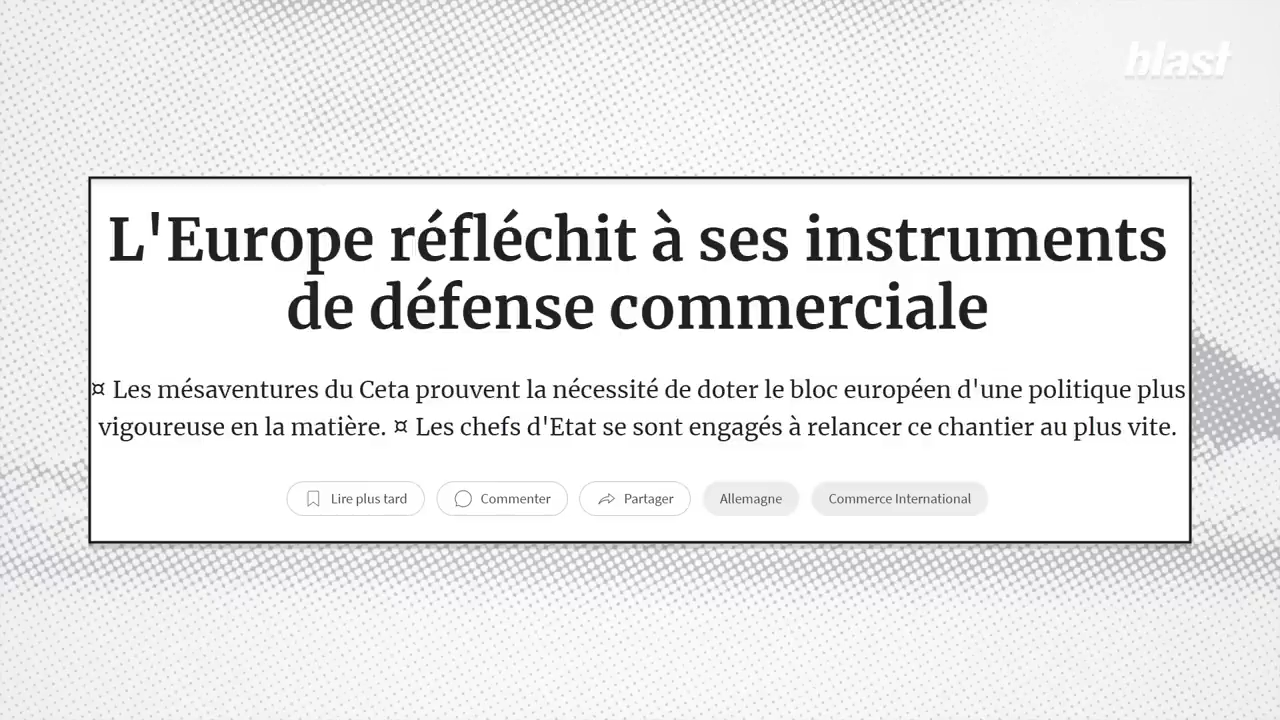 blast
L'Europe réfléchit à ses instruments
de défense commerciale
¤ Les mésaventures du Ceta prouvent la nécessité de doter le bloc européen d'une politique plus
vigoureuse en la matière. ¤ Les chefs d'Etat se sont engagés à relancer ce chantier au plus vite.
Lire plus tard Commenter Partager Allemagne Commerce International